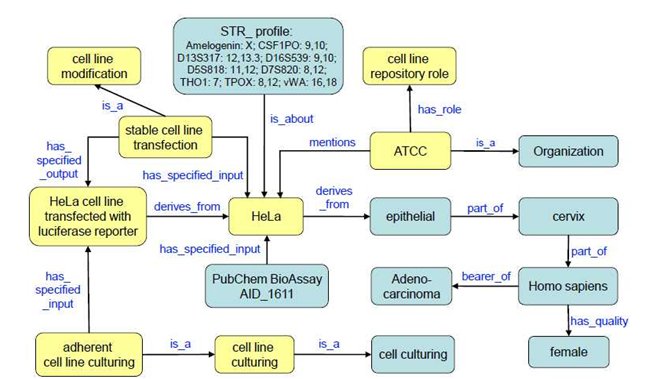 STR_ profile:
Amelogenin: X; CSF1PO: 9,10;
D13S317: 12,13.3; D16S539: 9,10;
D5S818: 11,12; D7S820: 8,12;
THO1: 7; TPOX: 8,12; vWA: 16,18
cell line
modification
cell line
repository role
is_a
has_role
is_about
stable cell line
transfection
mentions
ATCC
is_a
Organization
has_
specified_
output
has_specified_input
HeLa cell line
transfected with
luciferase reporter
derives_from
HeLa
derives
_from
epithelial
part_of
cervix
has_specified_input
part_of
has_
specified
_input
PubChem BioAssay
AID_1611
Adeno-
carcinoma
bearer_of
Homo sapiens
has_quality
adherent
cell line culturing
is_a
cell line
culturing
is_a
cell culturing
female